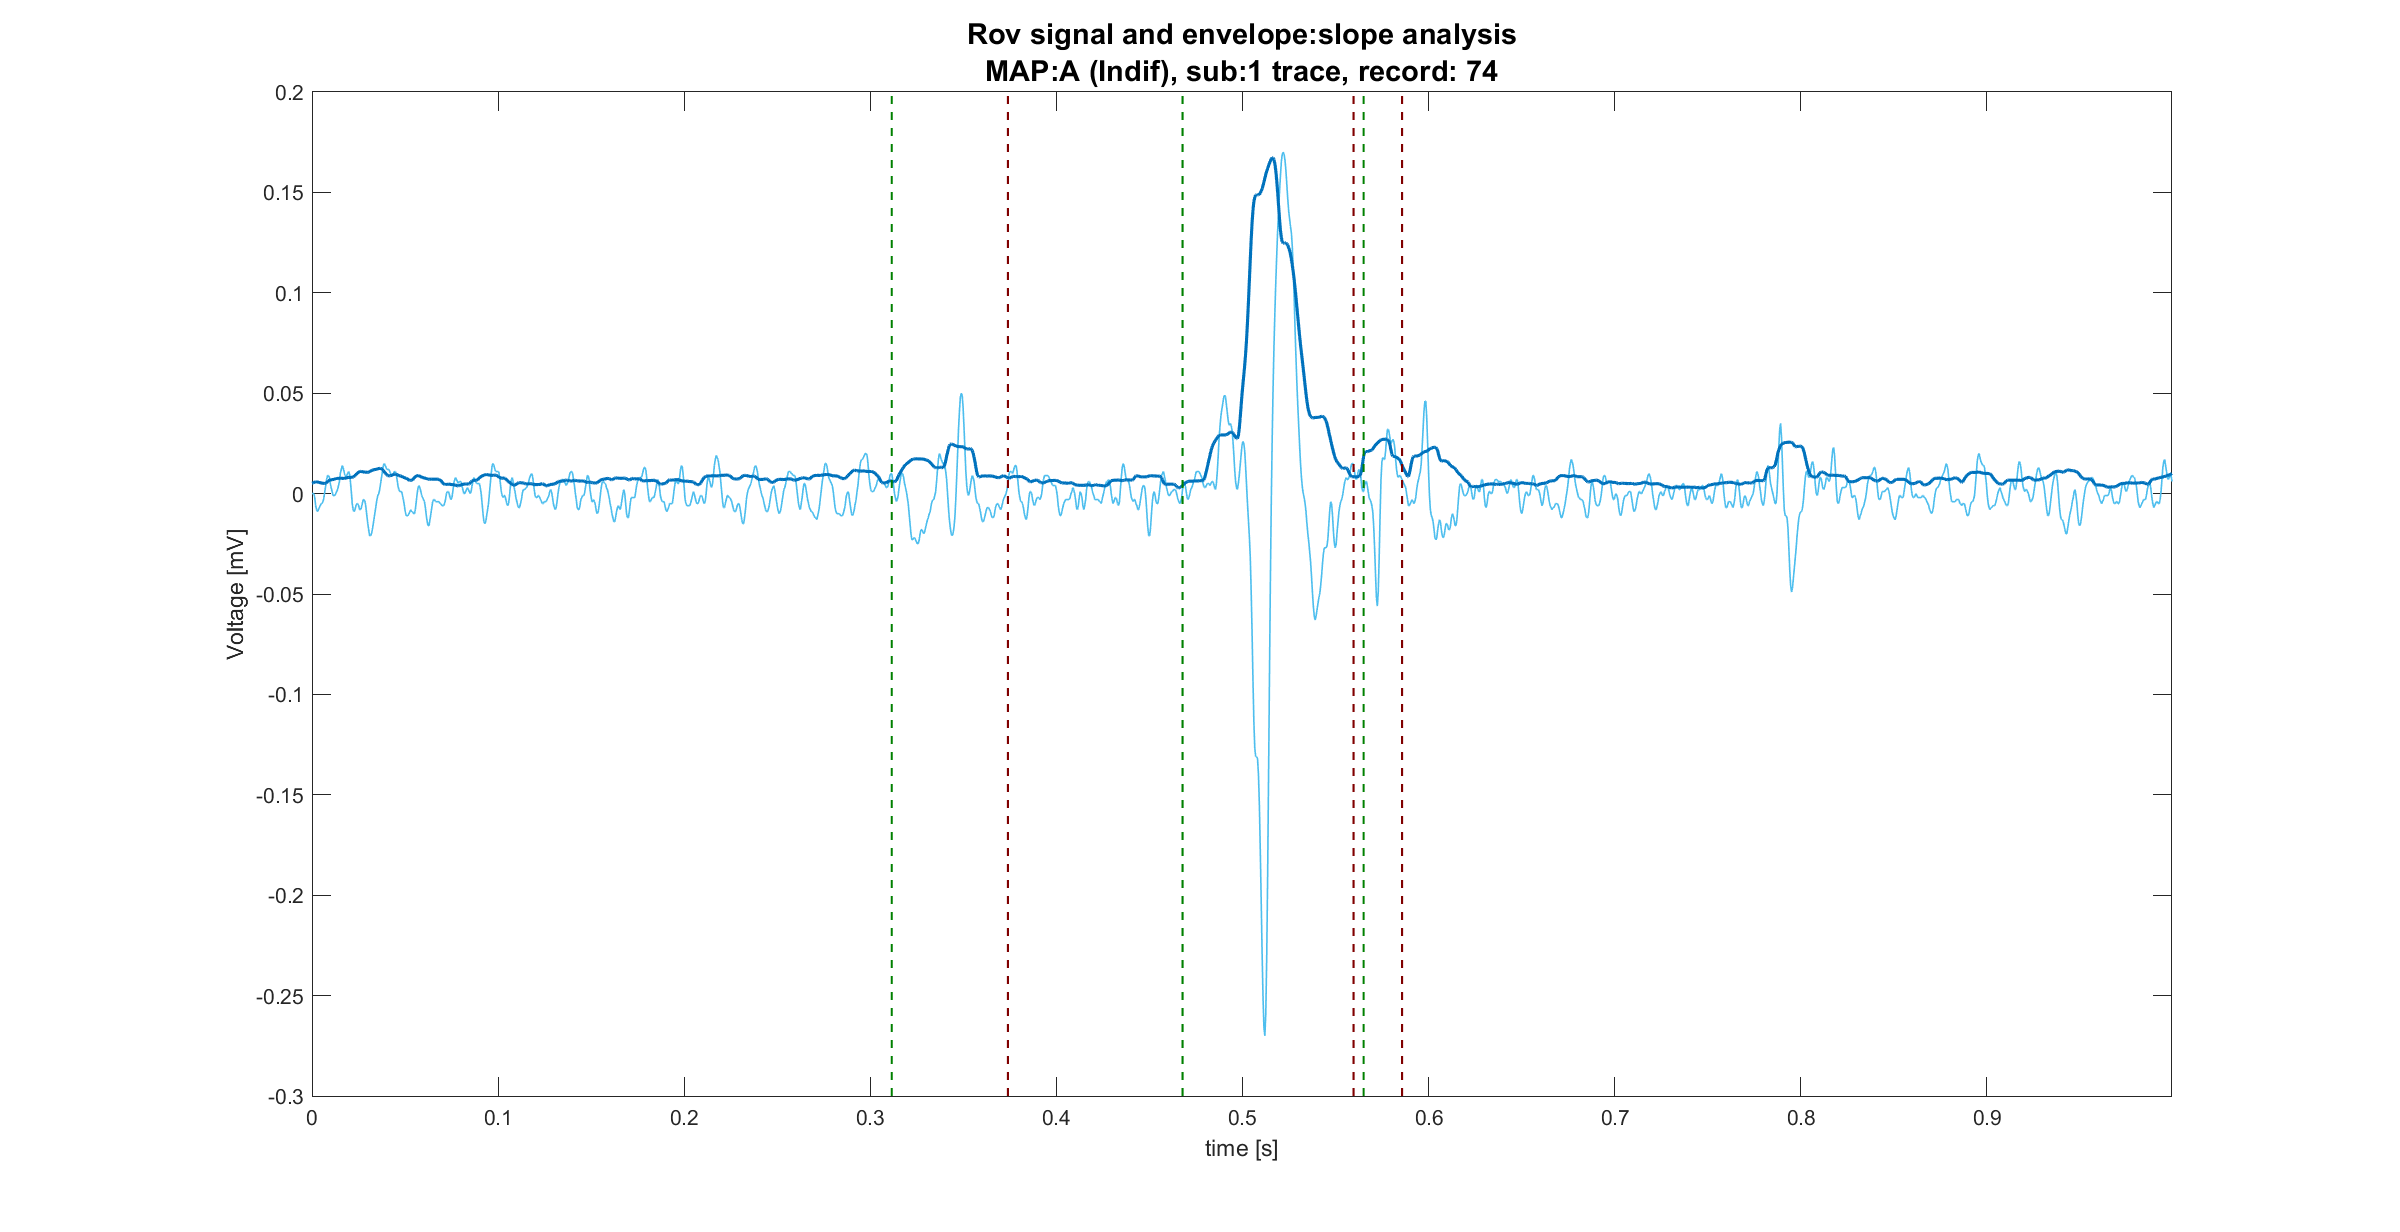 Rov signal and envelope:slope analysis
MAP:A (Indif), sub:1 trace, record: 74
0.2
0.15
0.1
0.05
0
-0.05
-0.1
-0.15
-0.2
-0.25
-0.3
Voltage [mV]
0 0.1 0.2 0.3 0.4 0.5 0.6 0.7 0.8 0.9
time [s]